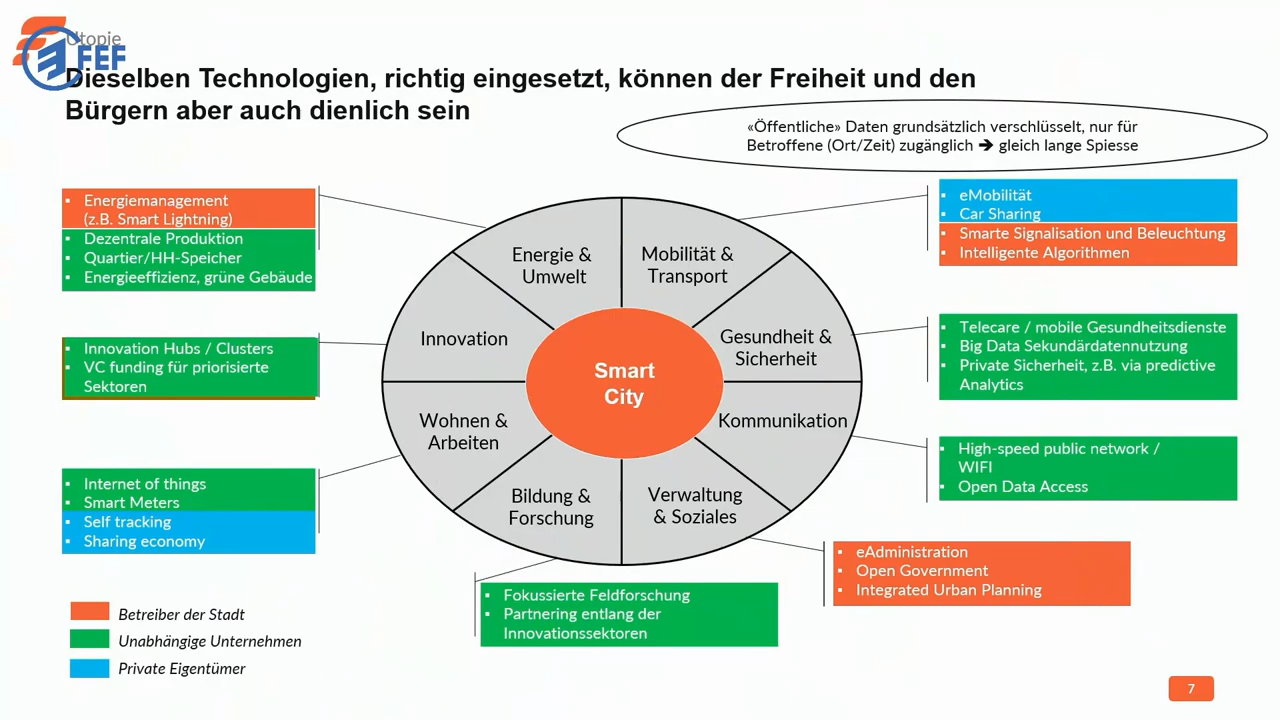 Utopie
FEF
Dieselben Technologien, richtig eingesetzt, können der Freiheit und den
Bürgern aber auch dienlich sein
«Öffentliche» Daten grundsätzlich verschlüsselt, nur für
Betroffene (Ort/Zeit) zugänglich ➔ gleich lange Spiesse
▪ Energiemanagement
(z.B. Smart Lightning)
▪ Dezentrale Produktion
▪ Quartier/HH-Speicher
▪ Energieeffizienz, grüne Gebäude
▪ Innovation Hubs / Clusters
▪ VC funding für priorisierte
Sektoren
▪ Internet of things
▪ Smart Meters
▪ Self tracking
▪ Sharing economy
Energie &
Umwelt
Mobilität &
Transport
Innovation
Gesundheit &
Sicherheit
Smart
City
Wohnen &
Arbeiten
Kommunikation
Bildung &
Forschung
Verwaltung
& Soziales
▪ eMobilität
▪ Car Sharing
▪ Smarte Signalisation und Beleuchtung
▪ Intelligente Algorithmen
▪ Telecare / mobile Gesundheitsdienste
▪ Big Data Sekundärdatennutzung
▪ Private Sicherheit, z.B. via predictive
Analytics
▪ High-speed public network /
WIFI
▪ Open Data Access
▪ eAdministration
▪ Open Government
▪ Integrated Urban Planning
▪ Fokussierte Feldforschung
▪ Partnering entlang der
Innovationssektoren
Betreiber der Stadt
Unabhängige Unternehmen
Private Eigentümer
7